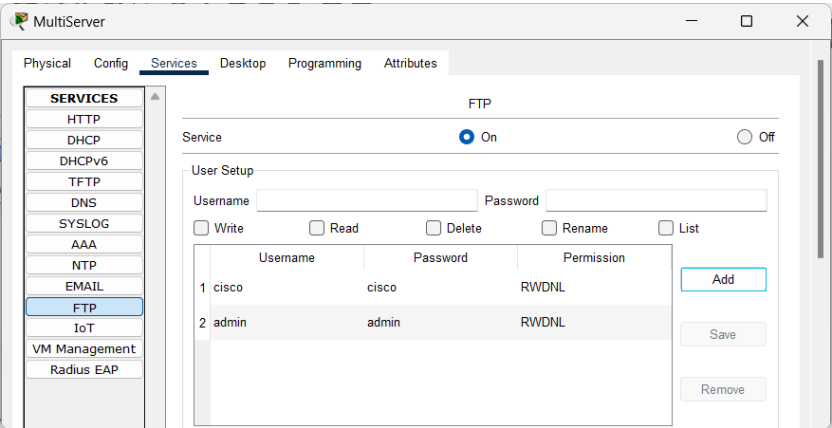 MultiServer
Physical Config Services Desktop Programming Attributes
SERVICES
HTTP
DHCP
DHCPv6
TFTP
DNS
SYSLOG
AAA
NTP
EMAIL
FTP
IoT
VM Management
Radius EAP
FTP
Service On Off
User Setup
Username Password
Write Read Delete Rename List
Username Password Permission
1 cisco cisco RWDNL
2 admin admin RWDNL
Add
Save
Remove